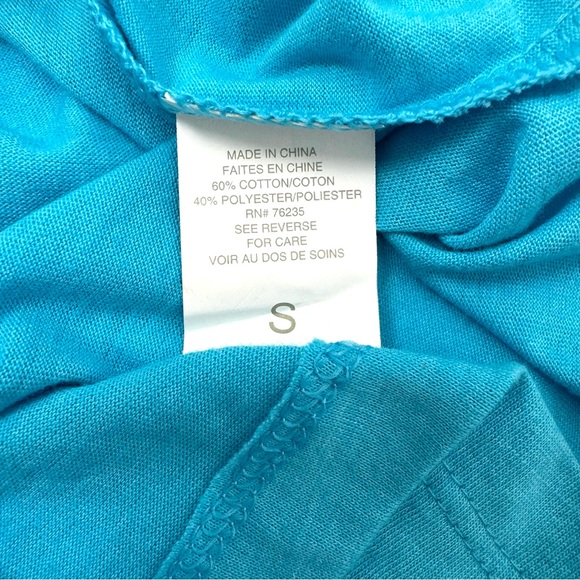 MADE IN CHINA
FAITES EN CHINE
60% COTTON/COTON
40% POLYESTER/POLIESTER
RN# 76235
SEE REVERSE
FOR CARE
VOIR AU DOS DE SOINS
S